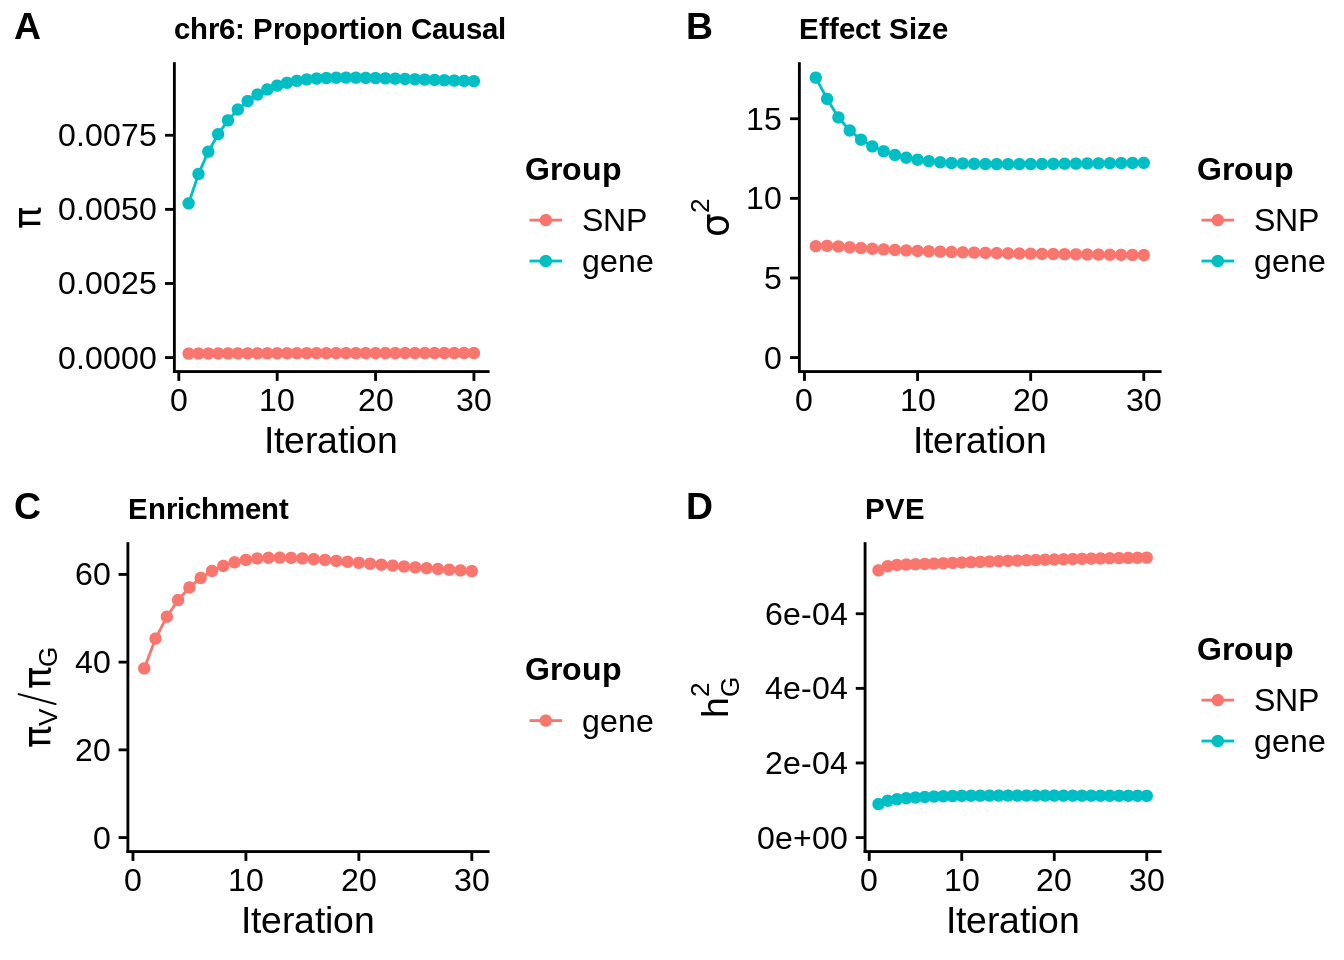 A
chr6: Proportion Causal
π
0.0075
0.0050
0.0025
0.0000
0 10 20 30
Iteration
Group
SNP
gene
B
Effect Size
σ²
15
10
5
0
0 10 20 30
Iteration
Group
SNP
gene
C
Enrichment
πV/πG
60
40
20
0
0 10 20 30
Iteration
Group
gene
D
PVE
h²G
6e-04
4e-04
2e-04
0e+00
0 10 20 30
Iteration
Group
SNP
gene